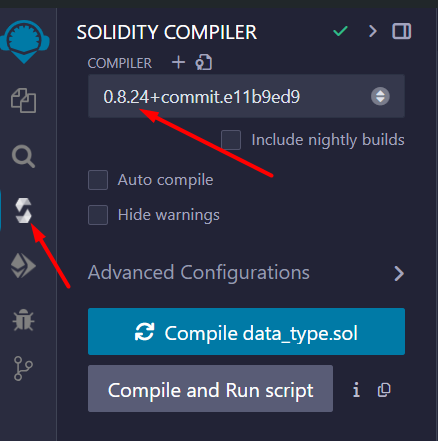 SOLIDITY COMPILER
COMPILER
0.8.24+commit.e11b9ed9
Include nightly builds
Auto compile
Hide warnings
Advanced Configurations
Compile data_type.sol
Compile and Run script